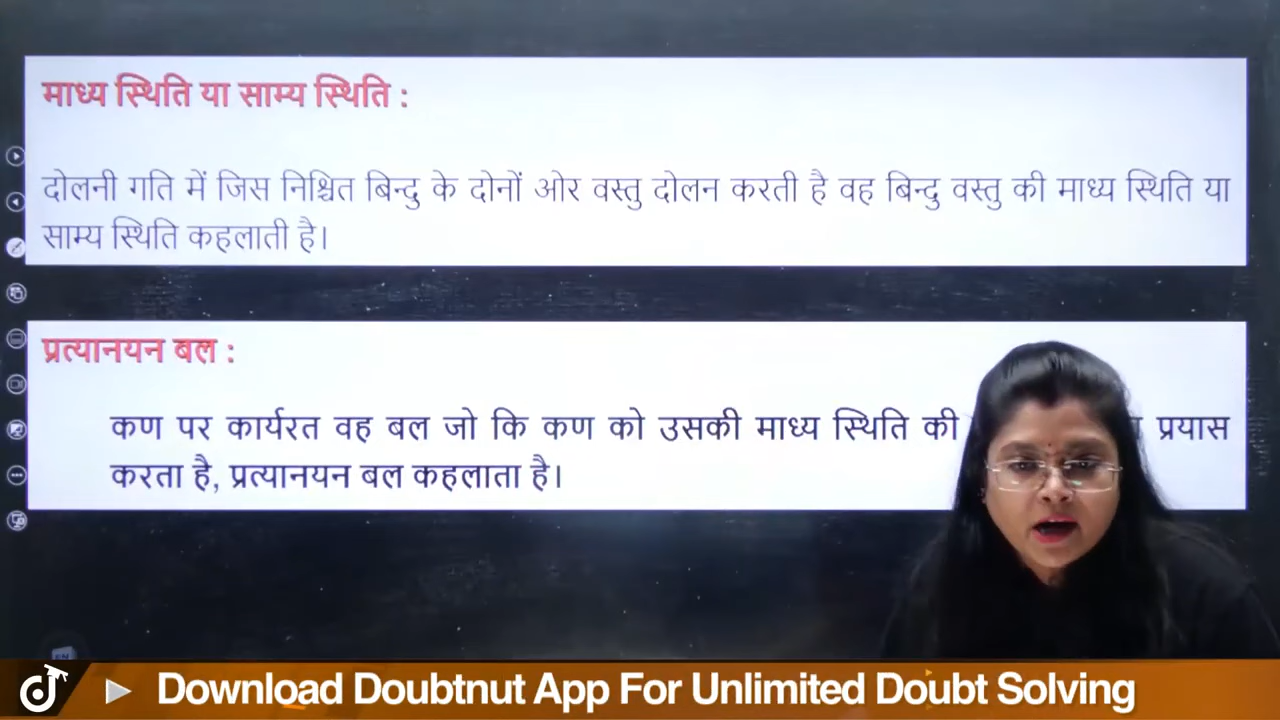 माध्य स्थिति या साम्य स्थिति :
दोलनी गति में जिस निश्चित बिन्दु के दोनों ओर वस्तु दोलन करती है वह बिन्दु वस्तु की माध्य स्थिति या
साम्य स्थिति कहलाती है।
प्रत्यानयन बल :
कण पर कार्यरत वह बल जो कि कण को उसकी माध्य स्थिति की प्रयास
करता है, प्रत्यानयन बल कहलाता है।
EN
Download Doubtnut App For Unlimited Doubt Solving